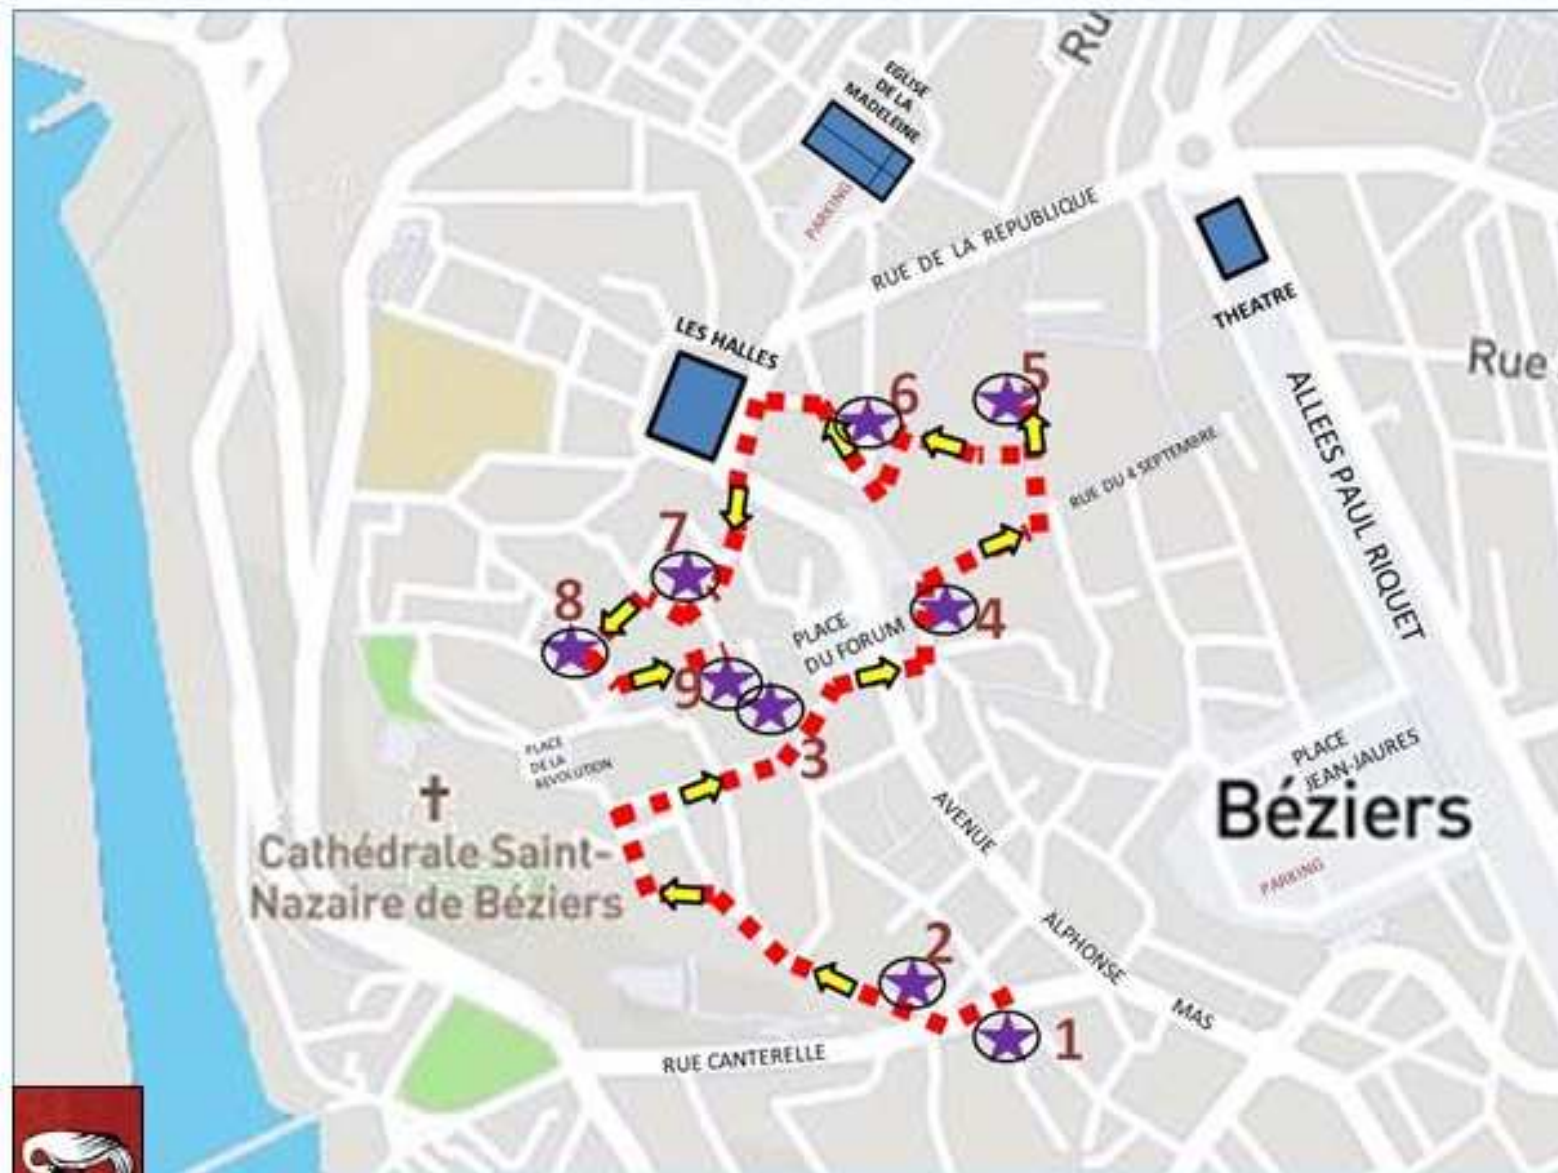 Ru
EGLISE
DE LA
MADELEINE
PARKING
RUE DE LA REPUBLIQUE
THEATRE
LES HALLES
Rue
ALLEES PAUL RIQUET
5
6
RUE DU 4 SEPTEMBRE
7
8
4
PLACE
DU FORUM
9
3
PLACE
DE LA
REVOLUTION
PLACE
JEAN-JAURES
Béziers
PARKING
Cathédrale Saint-
Nazaire de Béziers
AVENUE
ALPHONSE
MAS
2
1
RUE CANTERELLE